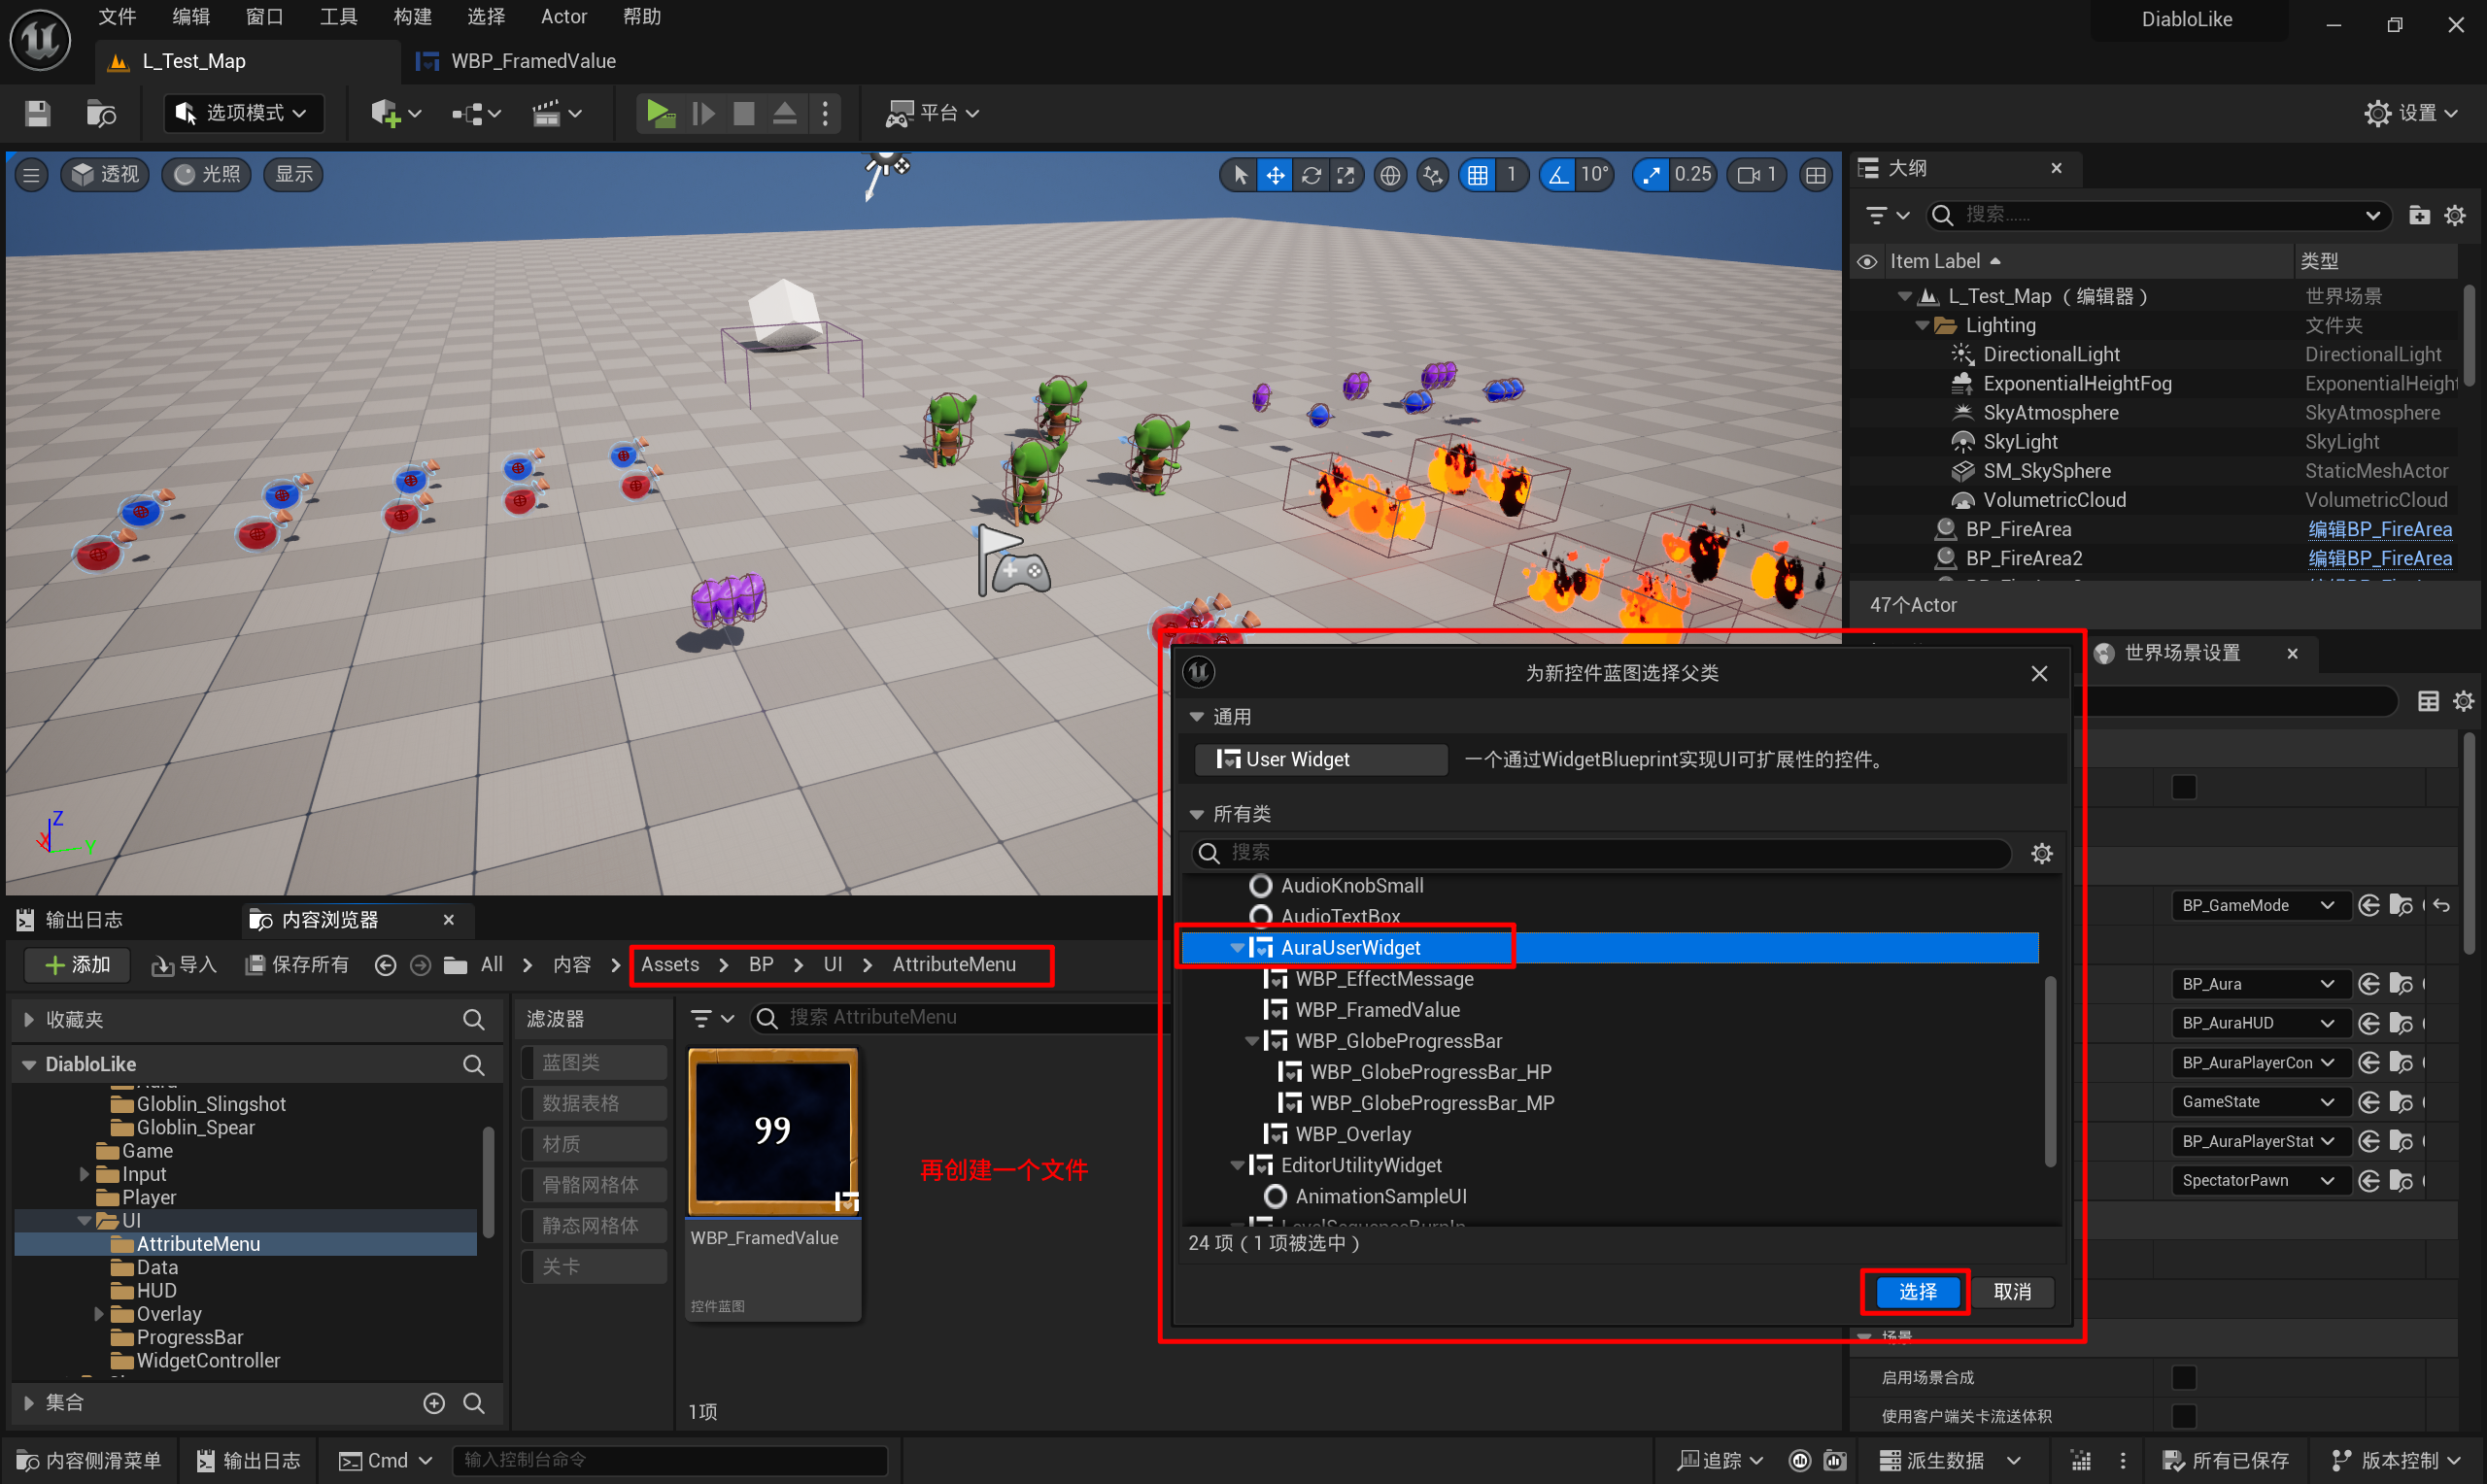 文件 编辑 窗口 工具 构建 选择 Actor 帮助
DiabloLike
L_Test_Map
WBP_FramedValue
选项模式
平台
设置
透视 光照 显示
1 10° 0.25 1
大纲
搜索......
Item Label 类型
L_Test_Map（编辑器） 世界场景
Lighting 文件夹
DirectionalLight DirectionalLight
ExponentialHeightFog ExponentialHeight
SkyAtmosphere SkyAtmosphere
SkyLight SkyLight
SM_SkySphere StaticMeshActor
VolumetricCloud VolumetricCloud
BP_FireArea 编辑BP_FireArea
BP_FireArea2 编辑BP_FireArea
47个Actor
世界场景设置
Z
X
Y
为新控件蓝图选择父类
通用
User Widget 一个通过WidgetBlueprint实现UI可扩展性的控件。
所有类
搜索
AudioKnobSmall
AudioTextBox
AuraUserWidget
WBP_EffectMessage
WBP_FramedValue
WBP_GlobeProgressBar
WBP_GlobeProgressBar_HP
WBP_GlobeProgressBar_MP
WBP_Overlay
EditorUtilityWidget
AnimationSampleUI
LevelSequenceBurnIn
24 项（1 项被选中）
选择 取消
BP_GameMode
BP_Aura
BP_AuraHUD
BP_AuraPlayerCon
GameState
BP_AuraPlayerStat
SpectatorPawn
场景
启用场景合成
使用客户端关卡流送体积
输出日志
内容浏览器
添加 导入 保存所有 All 内容 Assets BP UI AttributeMenu
收藏夹
DiabloLike
Aura
Globlin_Slingshot
Globlin_Spear
Game
Input
Player
UI
AttributeMenu
Data
HUD
Overlay
ProgressBar
WidgetController
集合
滤波器
蓝图类
数据表格
材质
骨骼网格体
静态网格体
关卡
搜索 AttributeMenu
99
WBP_FramedValue
控件蓝图
再创建一个文件
1项
内容侧滑菜单 输出日志 Cmd 输入控制台命令
追踪 派生数据 所有已保存 版本控制